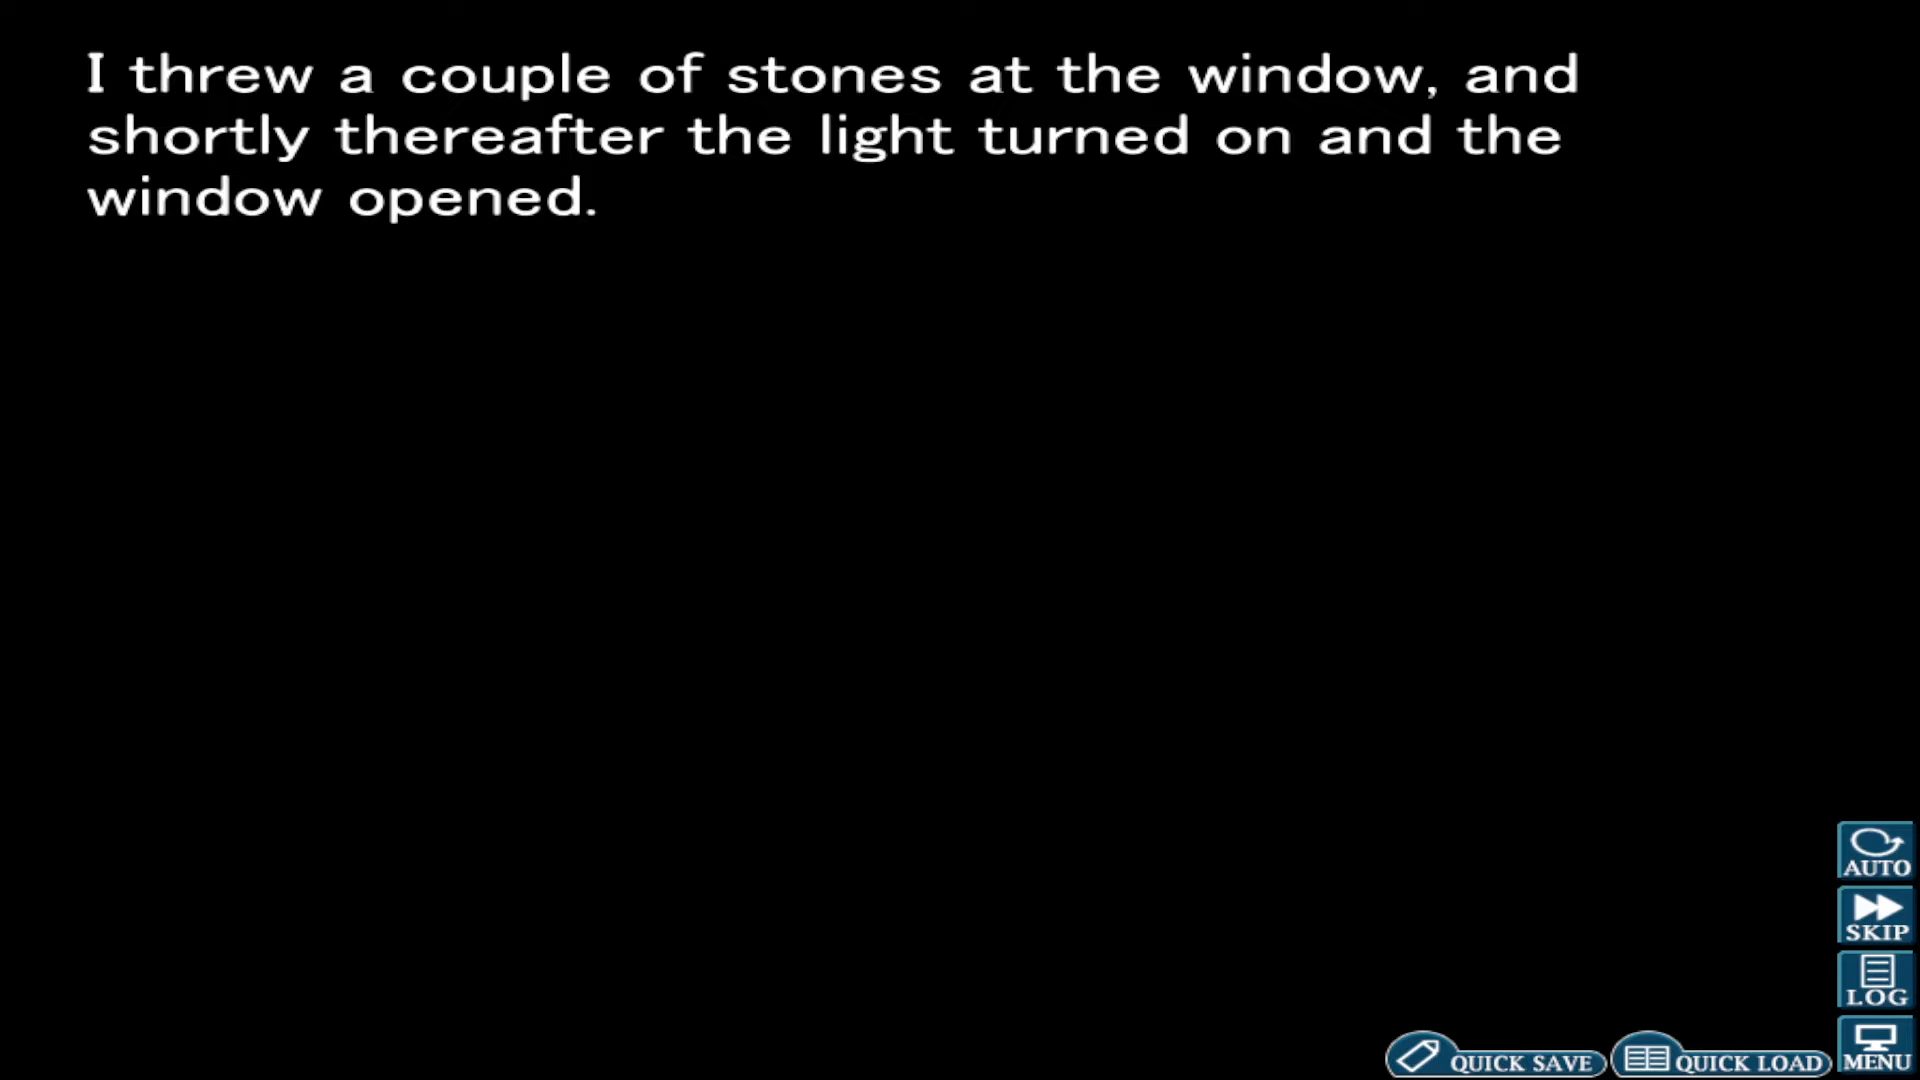 I threw a couple of stones at the window, and
shortly thereafter the light turned on and the
window opened.
AUTO
SKIP
LOG
MENU
QUICK SAVE
QUICK LOAD